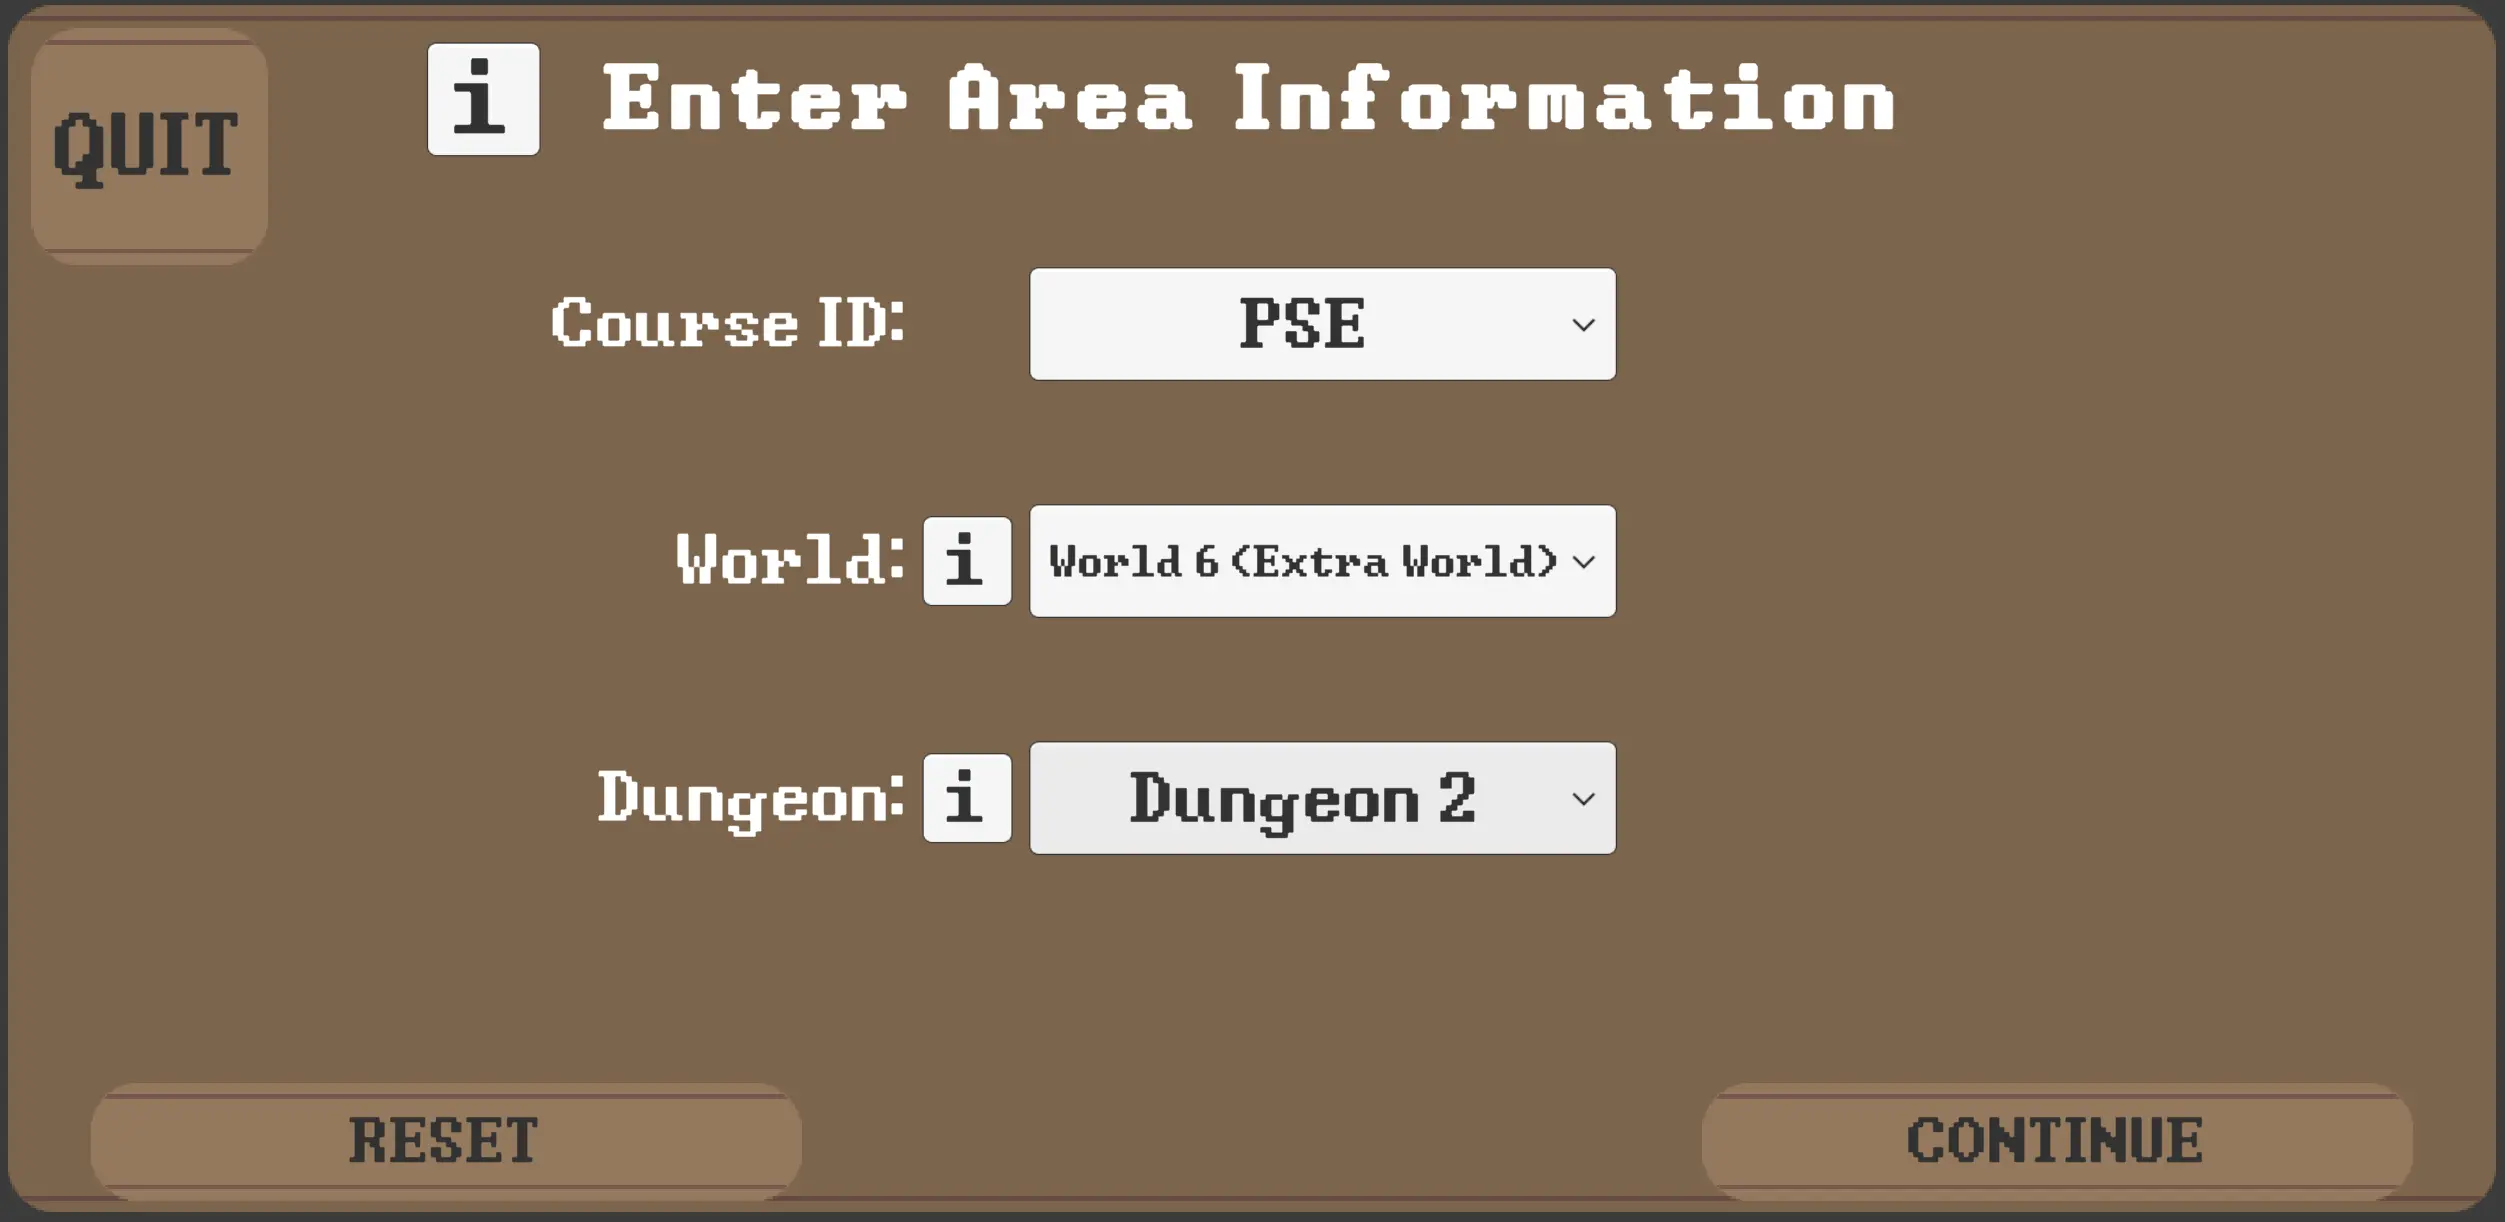 QUIT
i Enter Area Information
Course ID: PSE
World: i World 6 (Extra World)
Dungeon: i Dungeon 2
RESET CONTINUE